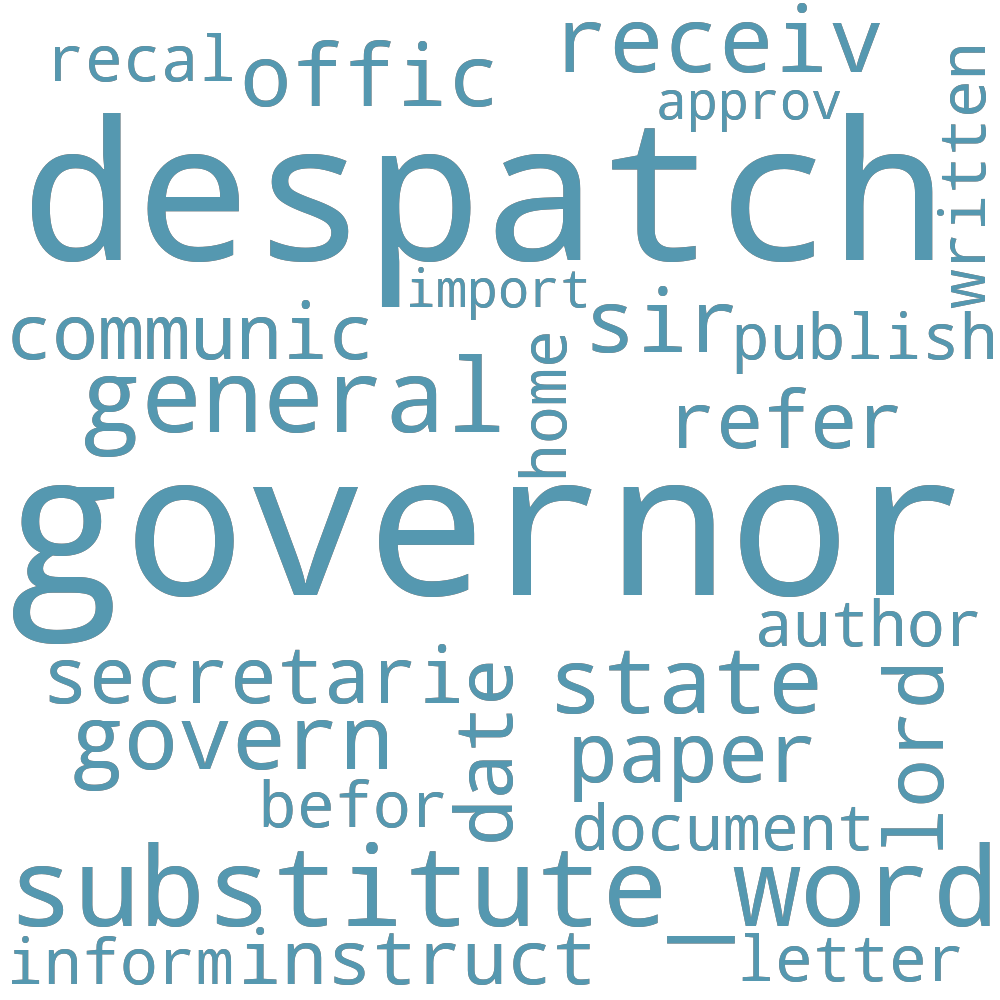 recal
offic
receiv
approv
written
despatch
import
communic
sir
publish
general
home
refer
governor
author
secretarie
state
lord
govern
date
paper
befor
document
substitute_word
inform
instruct
letter